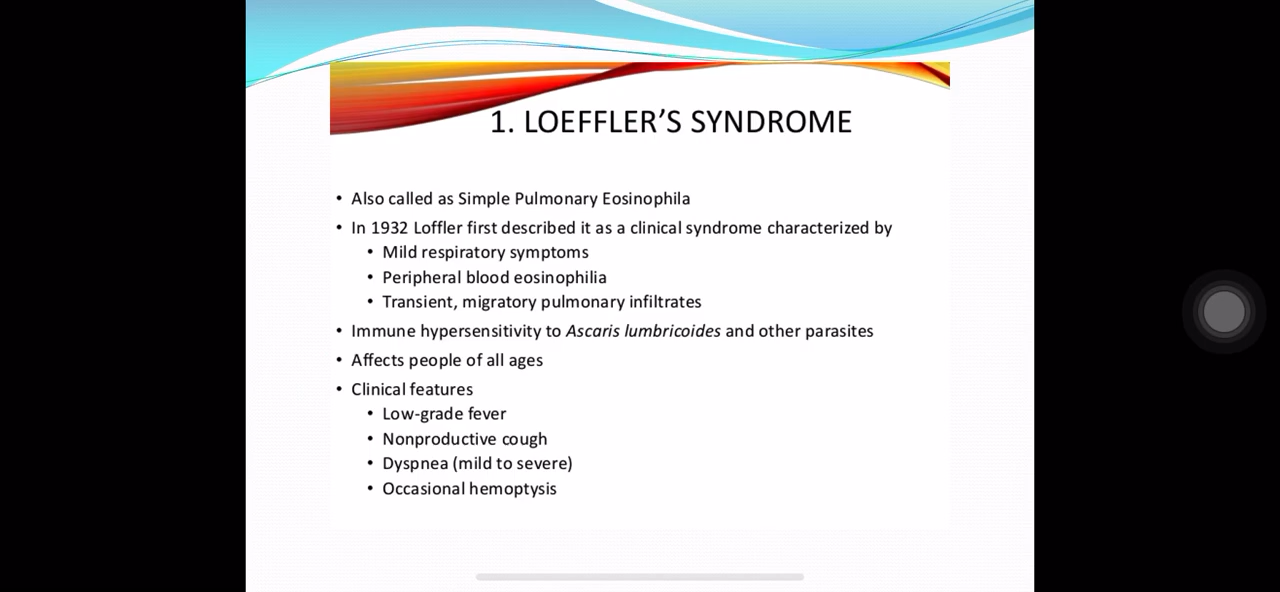 1. LOEFFLER’S SYNDROME
• Also called as Simple Pulmonary Eosinophila
• In 1932 Loffler first described it as a clinical syndrome characterized by
• Mild respiratory symptoms
• Peripheral blood eosinophilia
• Transient, migratory pulmonary infiltrates
• Immune hypersensitivity to Ascaris lumbricoides and other parasites
• Affects people of all ages
• Clinical features
• Low-grade fever
• Nonproductive cough
• Dyspnea (mild to severe)
• Occasional hemoptysis